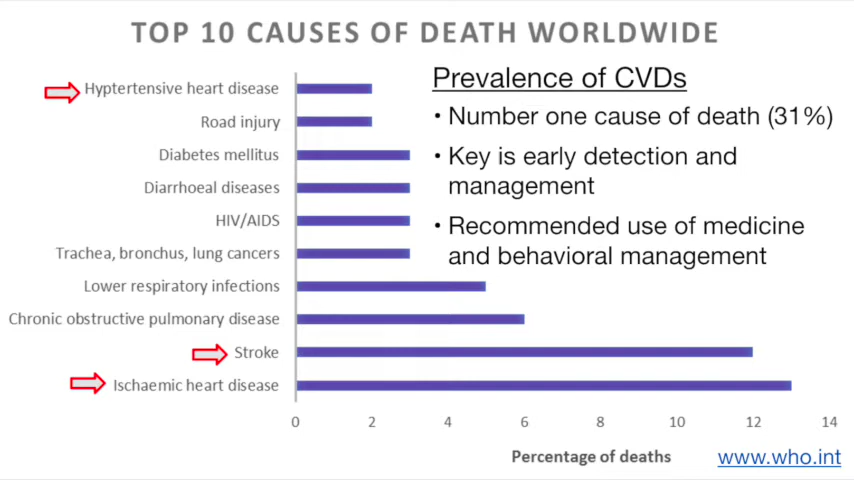 TOP 10 CAUSES OF DEATH WORLDWIDE
Hyptertensive heart disease
Road injury
Diabetes mellitus
Diarrhoeal diseases
HIV/AIDS
Trachea, bronchus, lung cancers
Lower respiratory infections
Chronic obstructive pulmonary disease
Stroke
Ischaemic heart disease
0 2 4 6 8 10 12 14
Percentage of deaths
Prevalence of CVDs
• Number one cause of death (31%)
• Key is early detection and
management
• Recommended use of medicine
and behavioral management
www.who.int